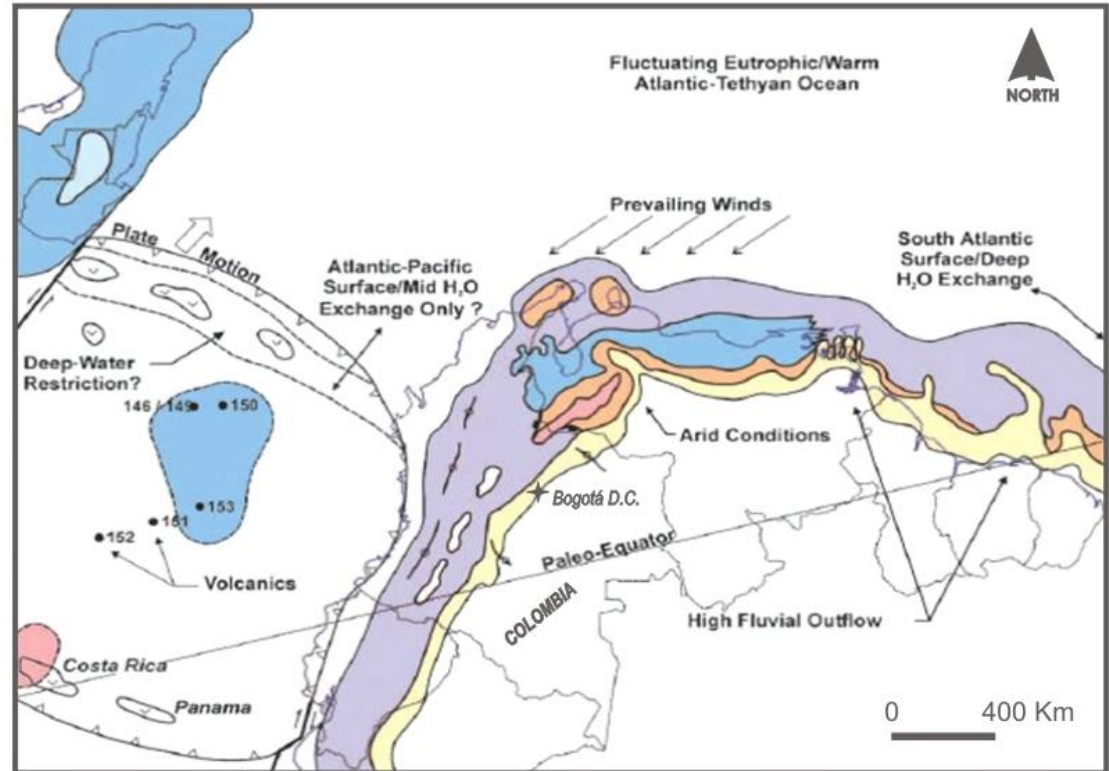 Fluctuating Eutrophic/Warm
Atlantic-Tethyan Ocean
NORTH
Prevailing Winds
Plate
Motion
South Atlantic
Surface/Deep
H₂O Exchange
Atlantic-Pacific
Surface/Mid H₂O
Exchange Only ?
Deep-Water
Restriction?
146 / 149
150
Arid Conditions
153
151
152
Bogotá D.C.
Volcanics
Paleo-Equator
COLOMBIA
High Fluvial Outflow
Costa Rica
Panama
0 400 Km